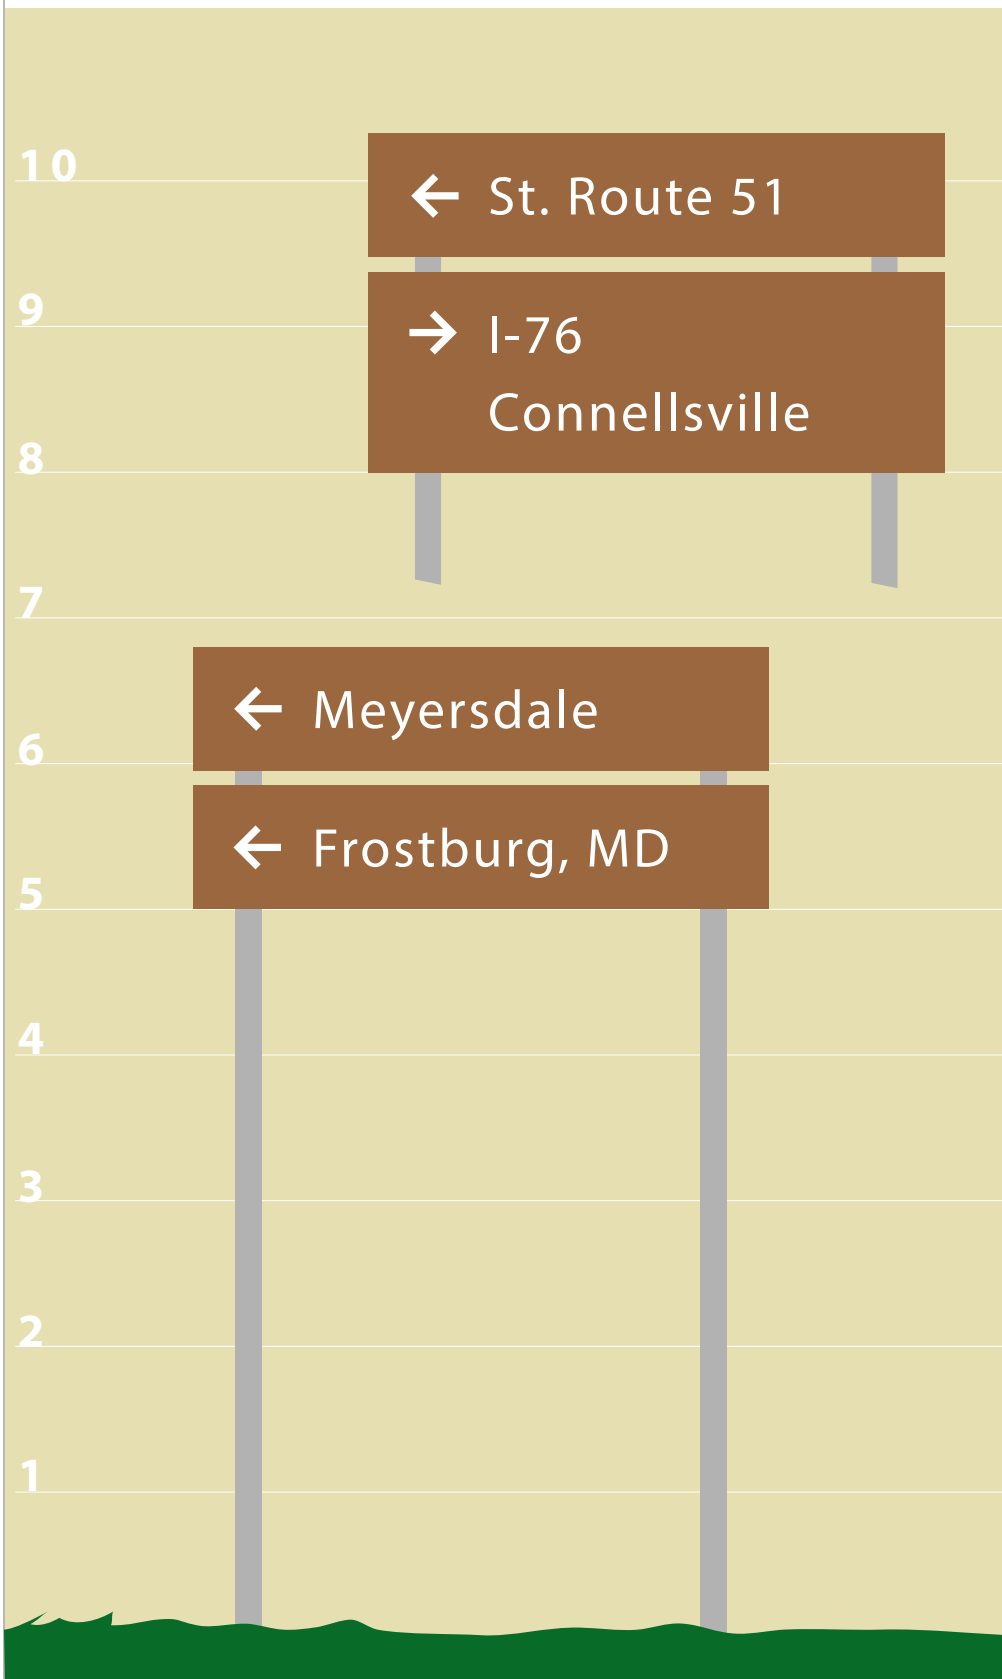 10
← St. Route 51
9
→ I-76
Connellsville
8
7
← Meyersdale
6
← Frostburg, MD
5
4
3
2
1